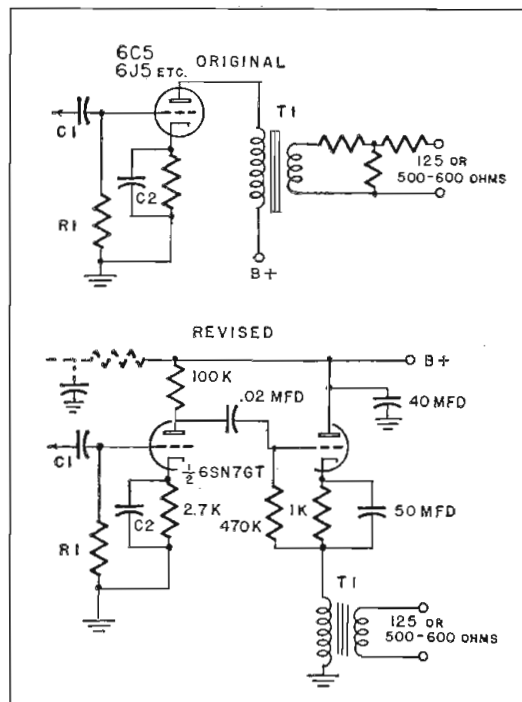 6C5
6J5 ETC.
ORIGINAL
T1
C1
C2
R1
125 OR
500-600 OHMS
B+
REVISED
B+
100K
.02 MFD
40 MFD
C1
½ 6SN7GT
C2
2.7K
470K
1K
50 MFD
R1
T1
125 OR
500-600 OHMS